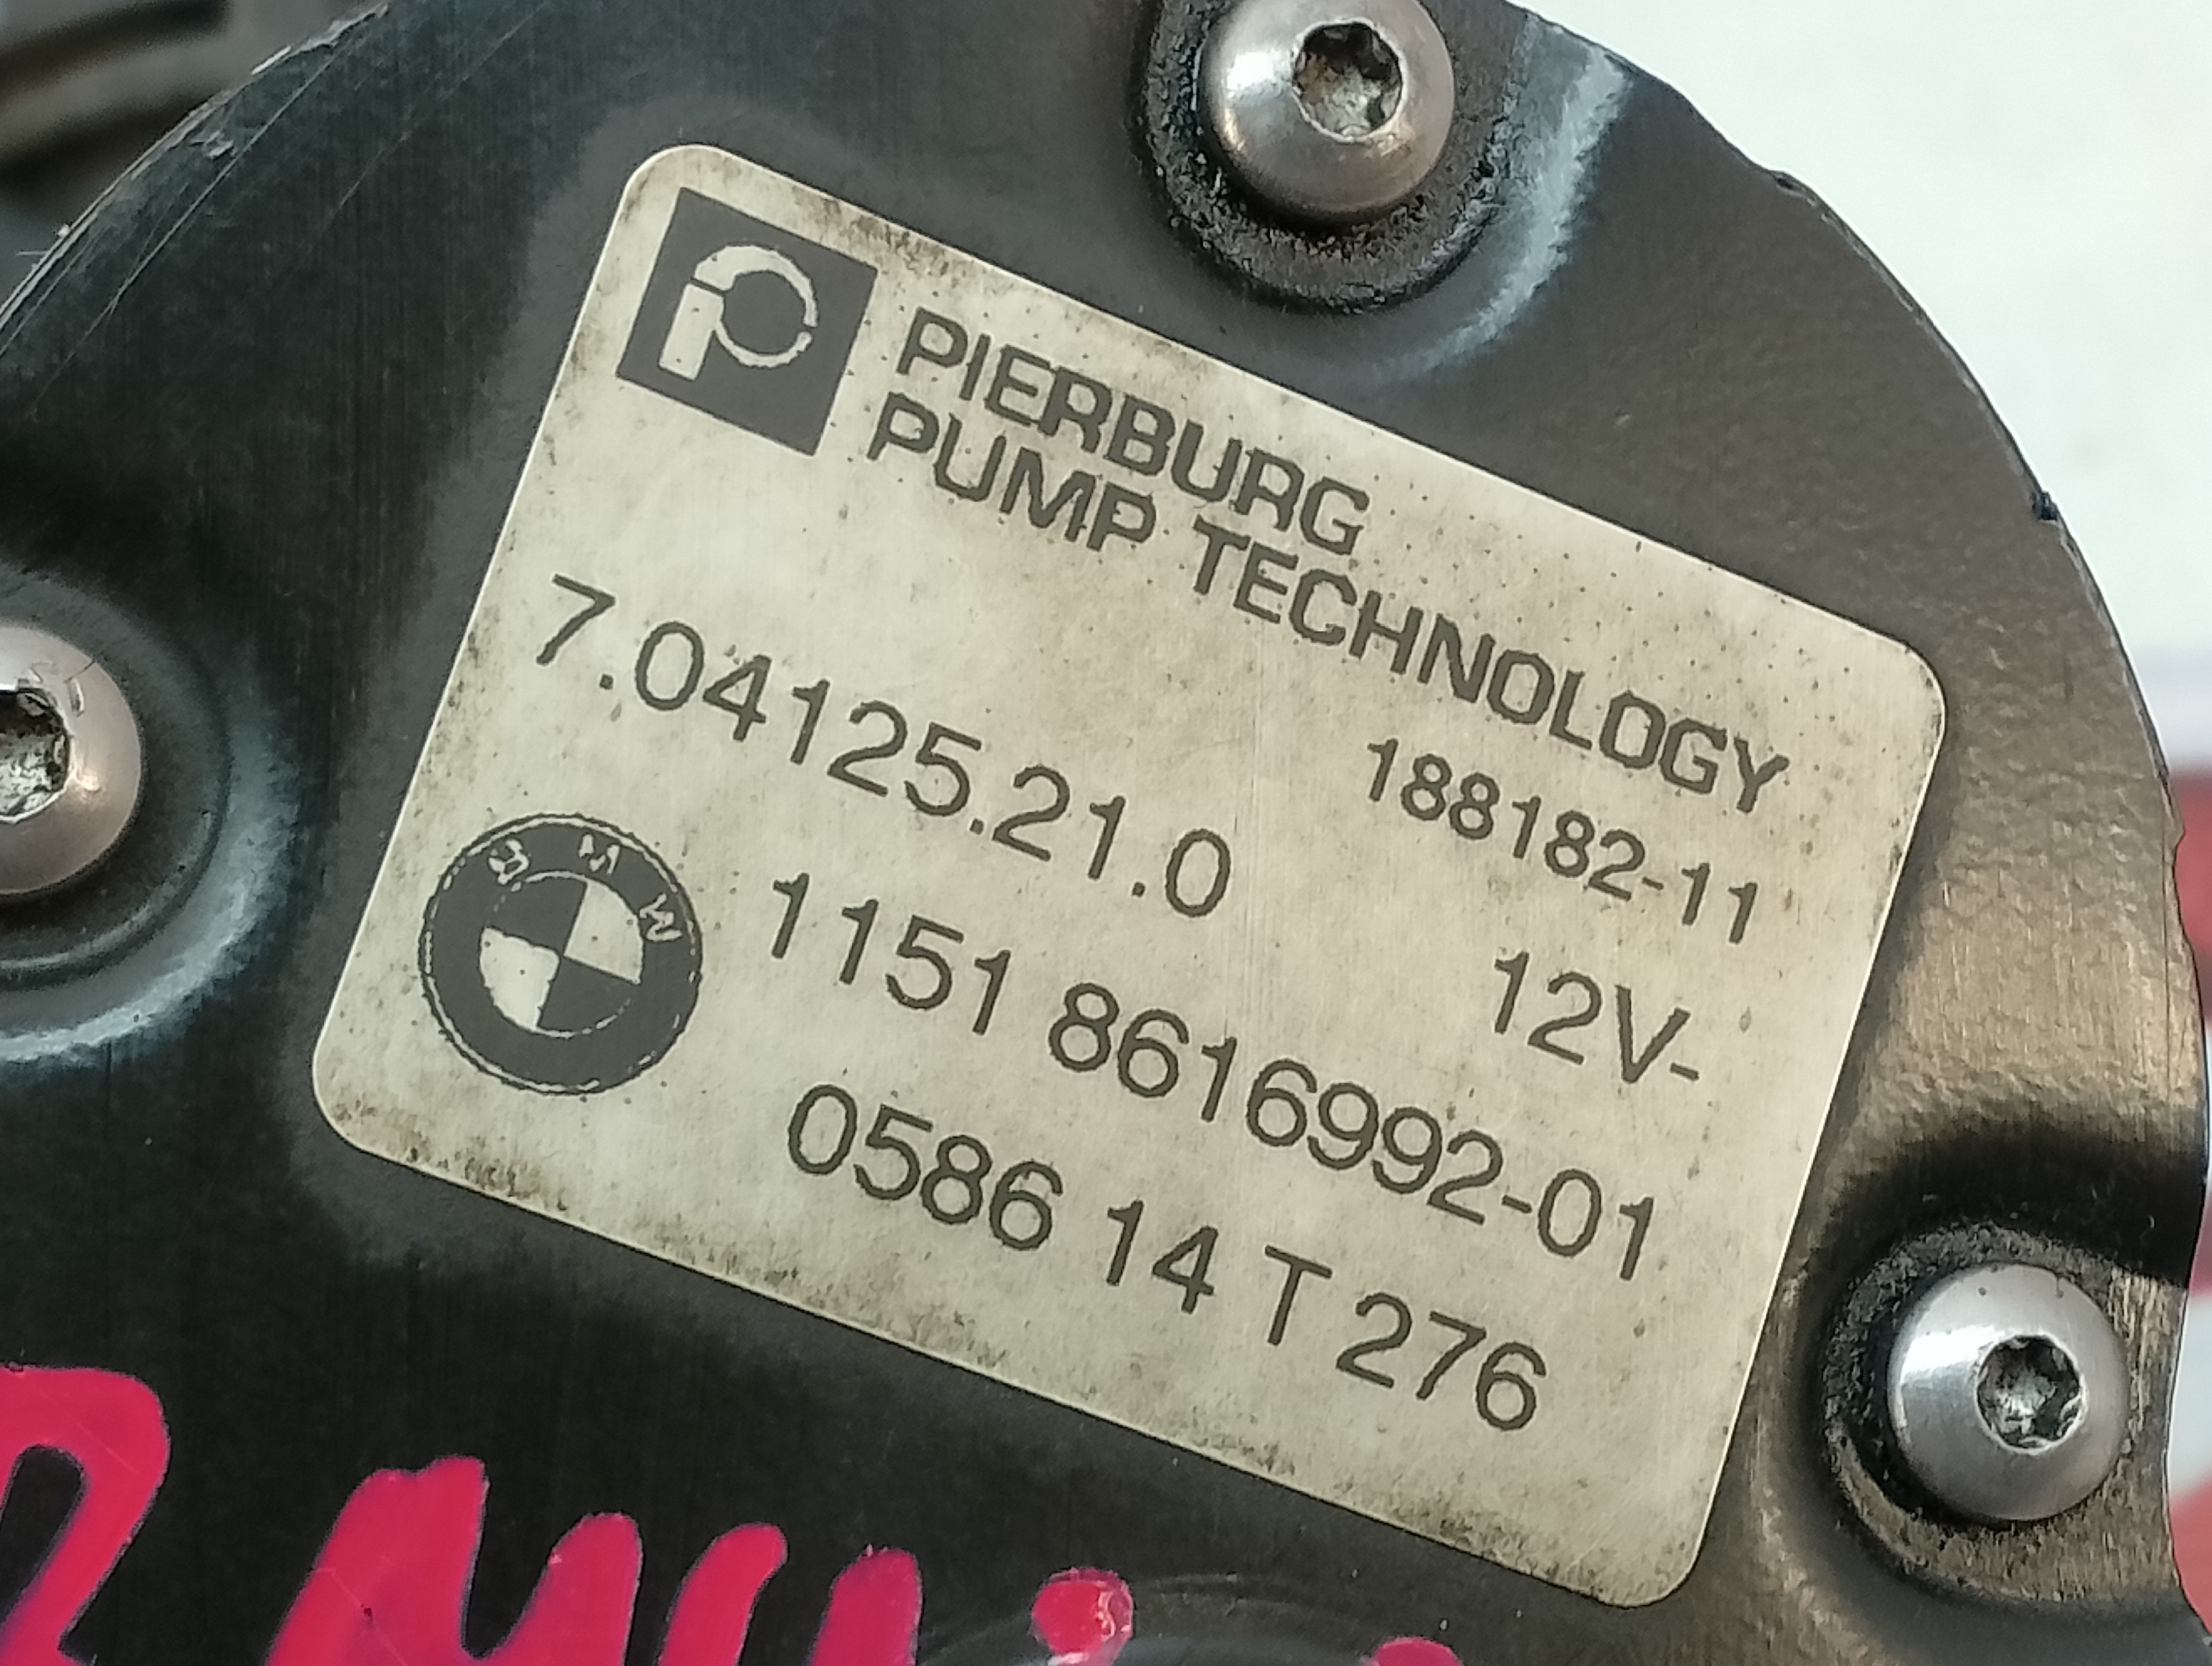 PIERBURG
PUMP TECHNOLOGY
188182-11
7.04125.21.0
12V-
BMW
1151 8616992-01
0586 14 T 276